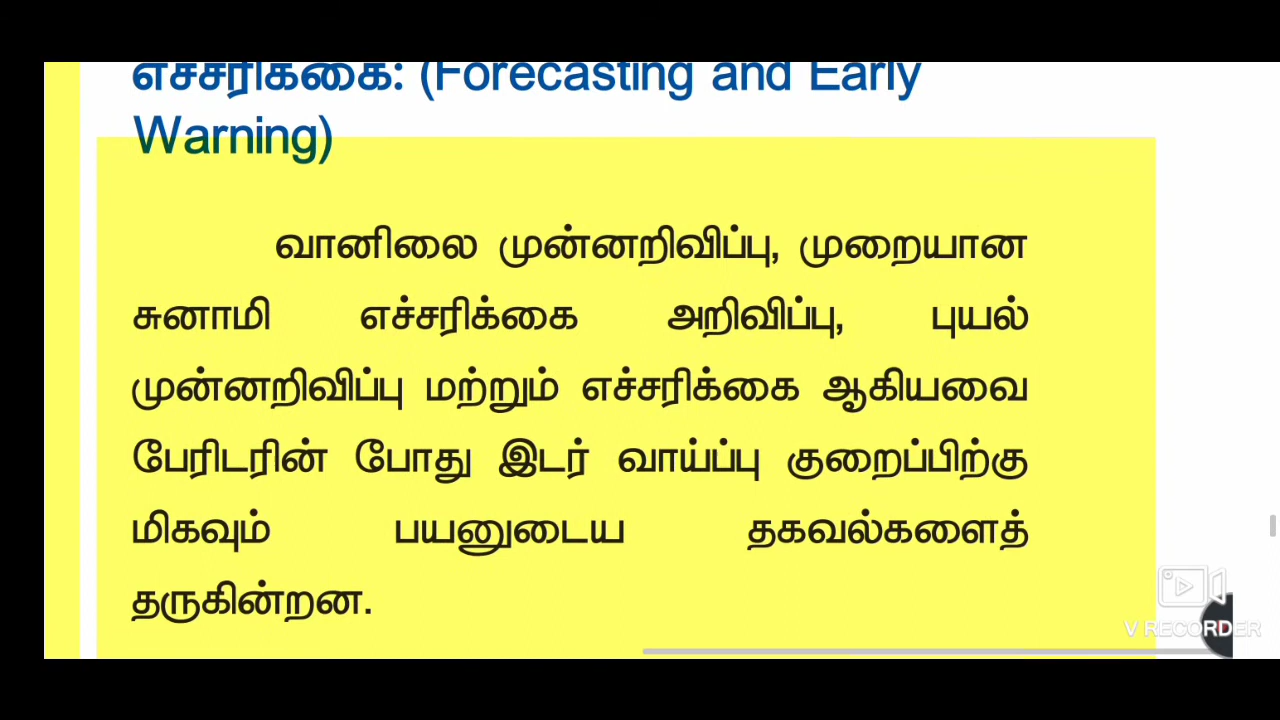 எச்சரிக்கை: (Forecasting and Early
Warning)
வானிலை முன்னறிவிப்பு, முறையான
சுனாமி எச்சரிக்கை அறிவிப்பு, புயல்
முன்னறிவிப்பு மற்றும் எச்சரிக்கை ஆகியவை
பேரிடரின் போது இடர் வாய்ப்பு குறைப்பிற்கு
மிகவும் பயனுடைய தகவல்களைத்
தருகின்றன.
V RECORDER